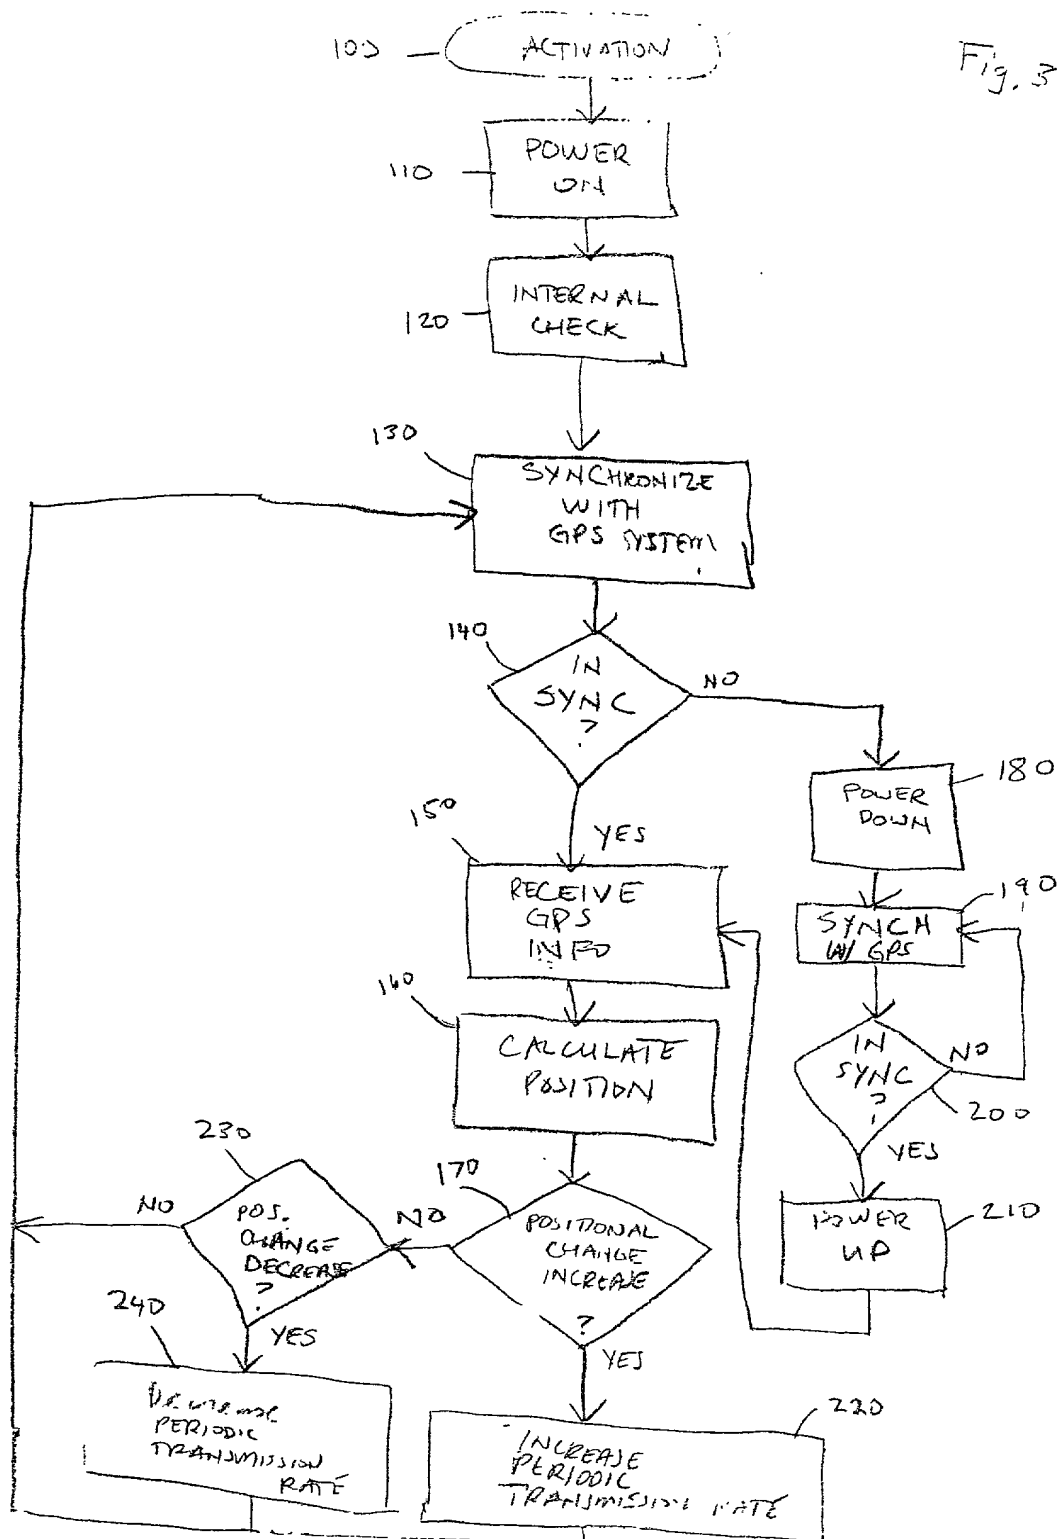 100
ACTIVATION
Fig. 3
110
POWER
ON
120
INTERNAL
CHECK
130
SYNCHRONIZE
WITH
GPS SYSTEM
140
IN
SYNC
?
NO
YES
180
POWER
DOWN
150
RECEIVE
GPS
INFO
190
SYNCH
W/ GPS
160
CALCULATE
POSITION
IN
SYNC
?
NO
200
YES
210
POWER
UP
230
NO
POS.
CHANGE
DECREASE
?
NO
170
POSITIONAL
CHANGE
INCREASE
?
240
YES
YES
DECREASE
PERIODIC
TRANSMISSION
RATE
220
INCREASE
PERIODIC
TRANSMISSION RATE